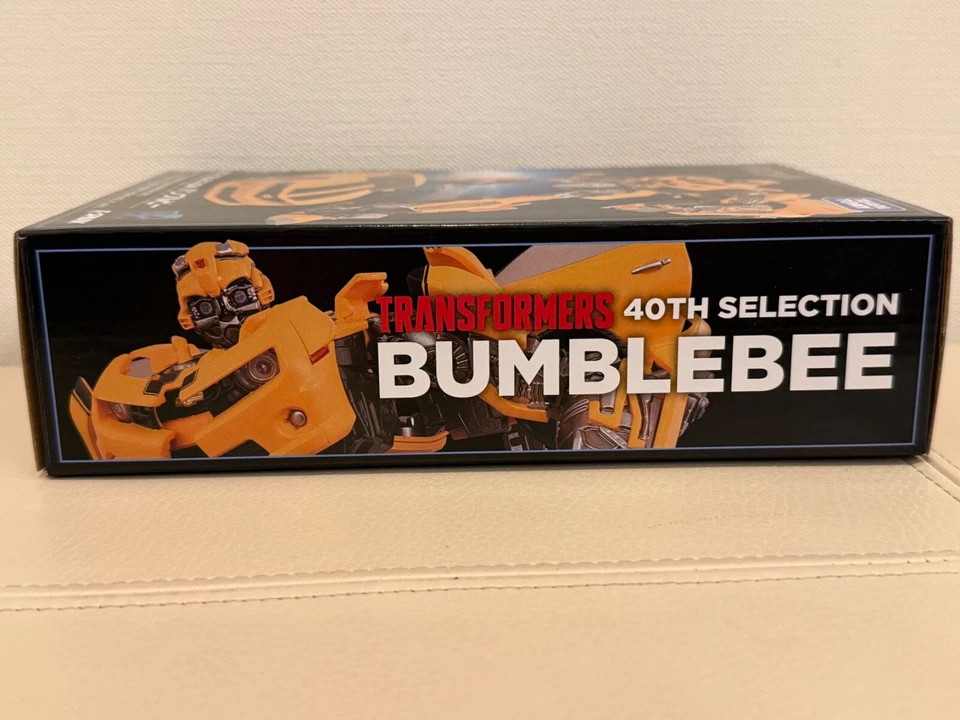 TRANSFORMERS 40TH SELECTION
BUMBLEBEE